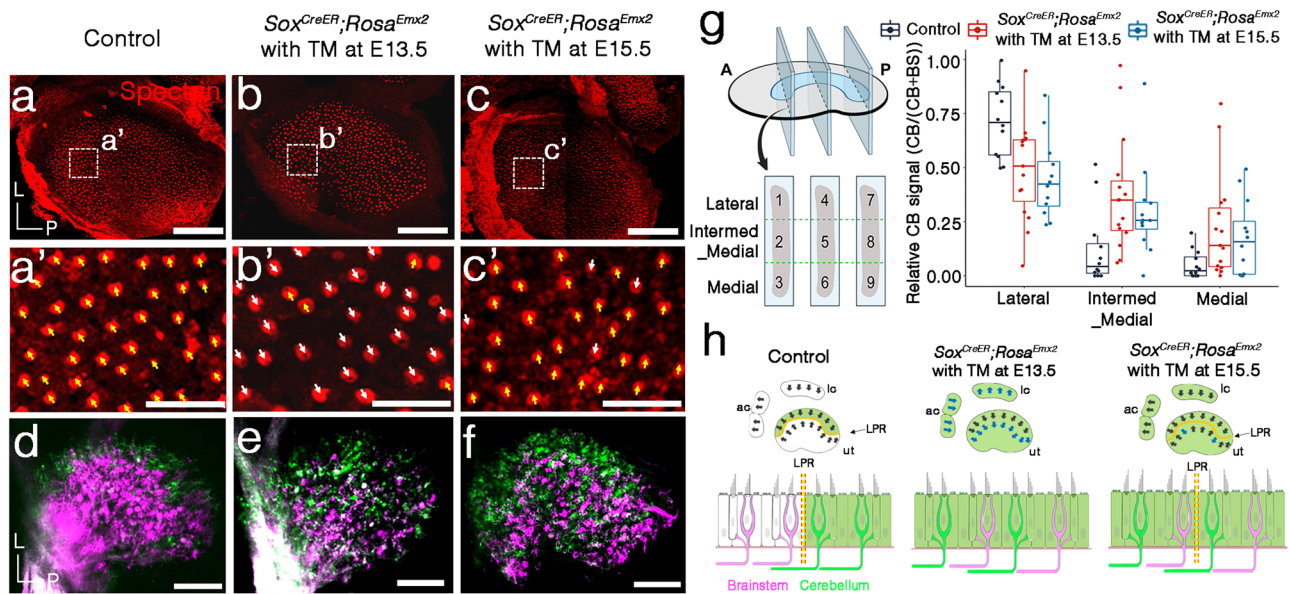 Control
Sox^CreER;Rosa^Emx2
with TM at E13.5
Sox^CreER;Rosa^Emx2
with TM at E15.5
a
Spectrin
a'
L
P
b
b'
c
c'
a'
b'
c'
d
L
P
e
f
g
A
P
Lateral
Intermed
_Medial
Medial
1
4
7
2
5
8
3
6
9
Control
Sox^CreER;Rosa^Emx2
with TM at E13.5
Sox^CreER;Rosa^Emx2
with TM at E15.5
Relative CB signal (CB/(CB+BS))
1.00
0.75
0.50
0.25
0.00
Lateral
Intermed
_Medial
Medial
h
Control
Sox^CreER;Rosa^Emx2
with TM at E13.5
Sox^CreER;Rosa^Emx2
with TM at E15.5
lc
ac
LPR
ut
LPR
Brainstem
Cerebellum
lc
ac
ut
lc
ac
LPR
ut
LPR